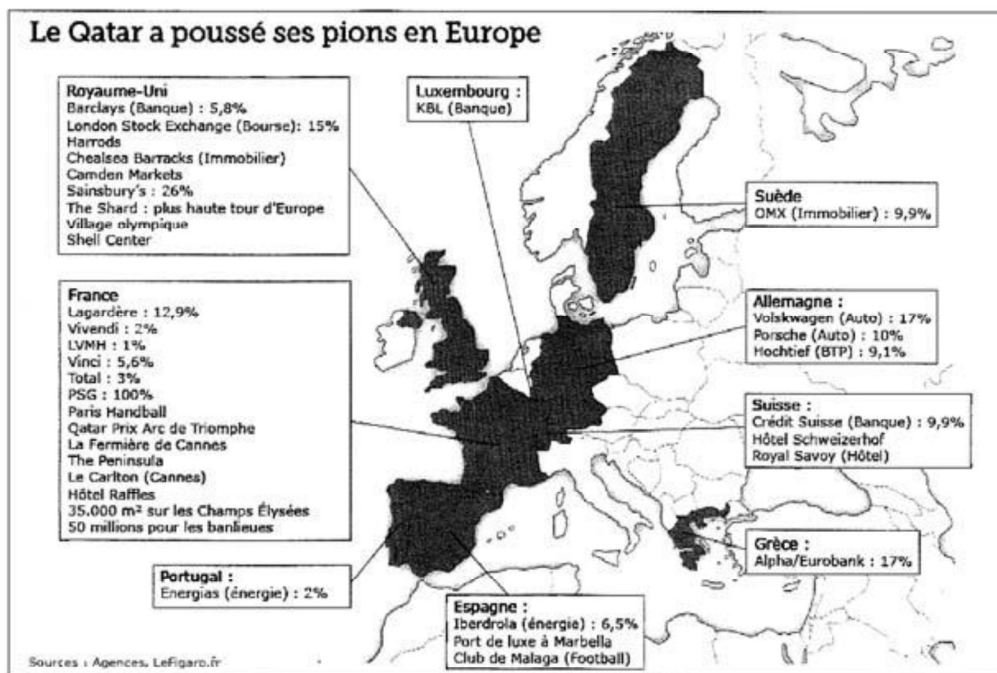 Le Qatar a poussé ses pions en Europe
Royaume-Uni
Barclays (Banque) : 5,8%
London Stock Exchange (Bourse): 15%
Harrods
Chealsea Barracks (Immobilier)
Camden Markets
Sainsbury's : 26%
The Shard : plus haute tour d'Europe
Village olympique
Shell Center
Luxembourg :
KBL (Banque)
Suède
OMX (Immobilier) : 9,9%
France
Lagardère : 12,9%
Vivendi : 2%
LVMH : 1%
Vinci : 5,6%
Total : 3%
PSG : 100%
Paris Handball
Qatar Prix Arc de Triomphe
La Fermière de Cannes
The Peninsula
Le Carlton (Cannes)
Hôtel Raffles
35.000 m² sur les Champs Élysées
50 millions pour les banlieues
Allemagne :
Volskwagen (Auto) : 17%
Porsche (Auto) : 10%
Hochtief (BTP) : 9,1%
Suisse :
Crédit Suisse (Banque) : 9,9%
Hôtel Schweizerhof
Royal Savoy (Hôtel)
Grèce :
Alpha/Eurobank : 17%
Portugal :
Energias (énergie) : 2%
Espagne :
Iberdrola (énergie) : 6,5%
Port de luxe à Marbella
Club de Malaga (Football)
Sources : Agences, LeFigaro.fr